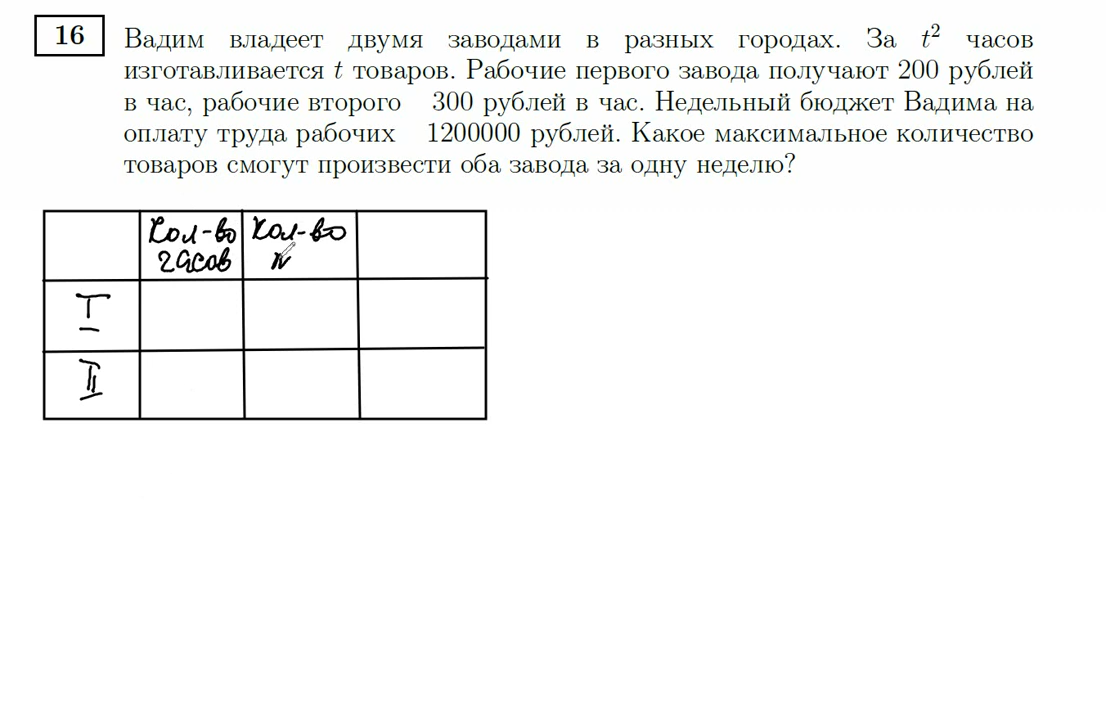 16
Вадим владеет двумя заводами в разных городах. За t² часов
изготавливается t товаров. Рабочие первого завода получают 200 рублей
в час, рабочие второго 300 рублей в час. Недельный бюджет Вадима на
оплату труда рабочих 1200000 рублей. Какое максимальное количество
товаров смогут произвести оба завода за одну неделю?
Кол-во Кол-во
часов
I
II